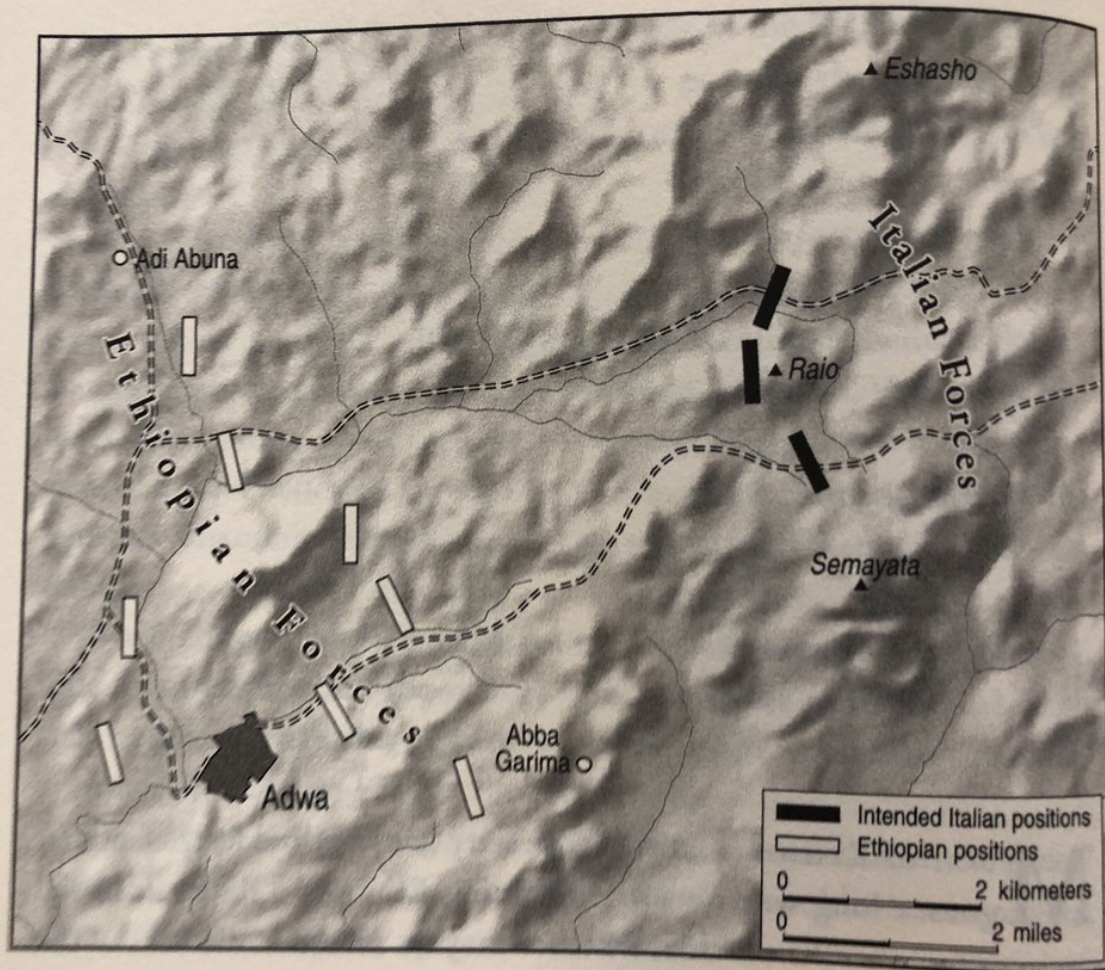 Eshasho
Italian Forces
Adi Abuna
Ethiopian Forces
Raio
Semayata
Abba
Garima
Adwa
Intended Italian positions
Ethiopian positions
0 2 kilometers
0 2 miles